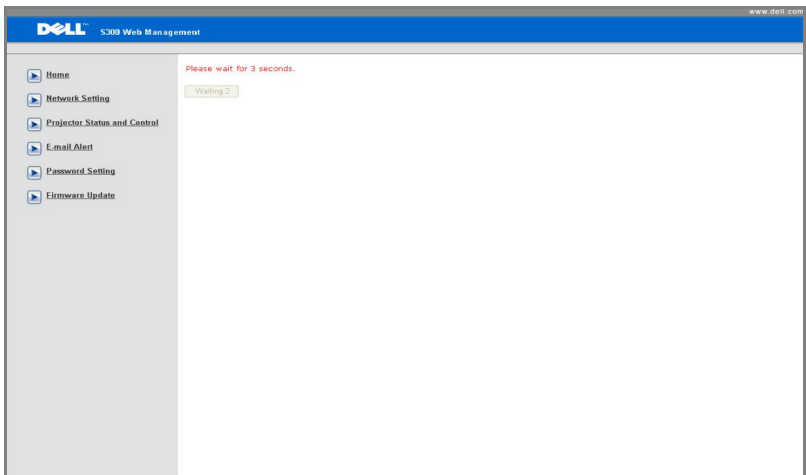 www.dell.com
DELL™ S300 Web Management
Home
Network Setting
Projector Status and Control
E-mail Alert
Password Setting
Firmware Update
Please wait for 3 seconds.
Waiting 2